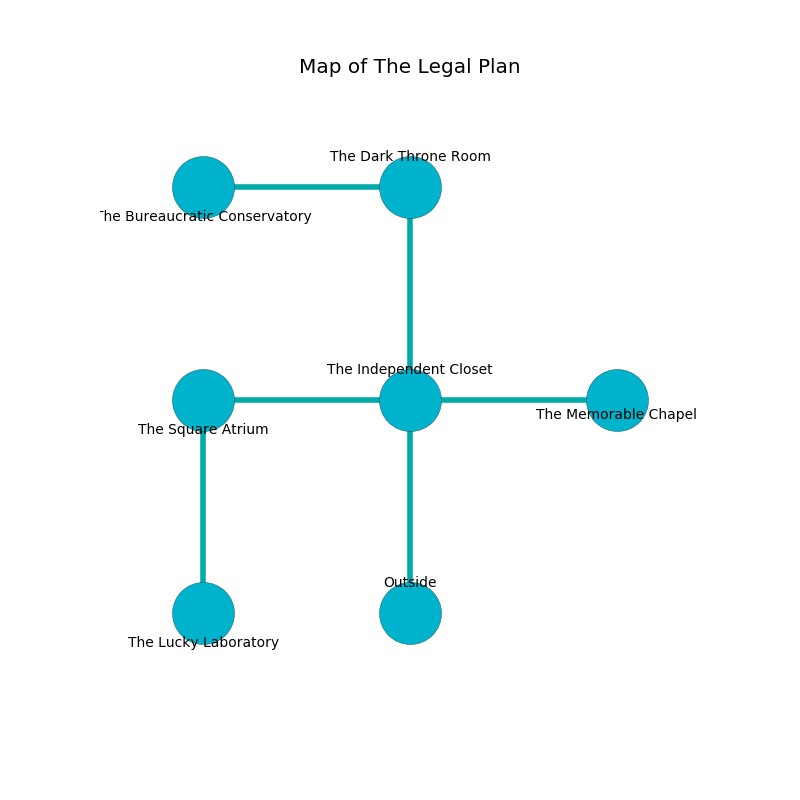 Map of The Legal Plan
The Dark Throne Room
he Bureaucratic Conservatory
The Independent Closet
The Memorable Chapel
The Square Atrium
Outside
The Lucky Laboratory